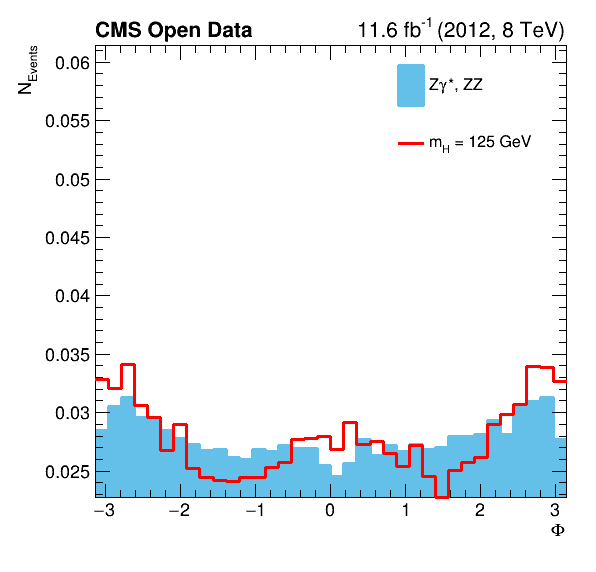 CMS Open Data 11.6 fb⁻¹ (2012, 8 TeV)
N_Events
0.06
0.055
0.05
0.045
0.04
0.035
0.03
0.025
Zγ*, ZZ
m_H = 125 GeV
−3 −2 −1 0 1 2 3
Φ